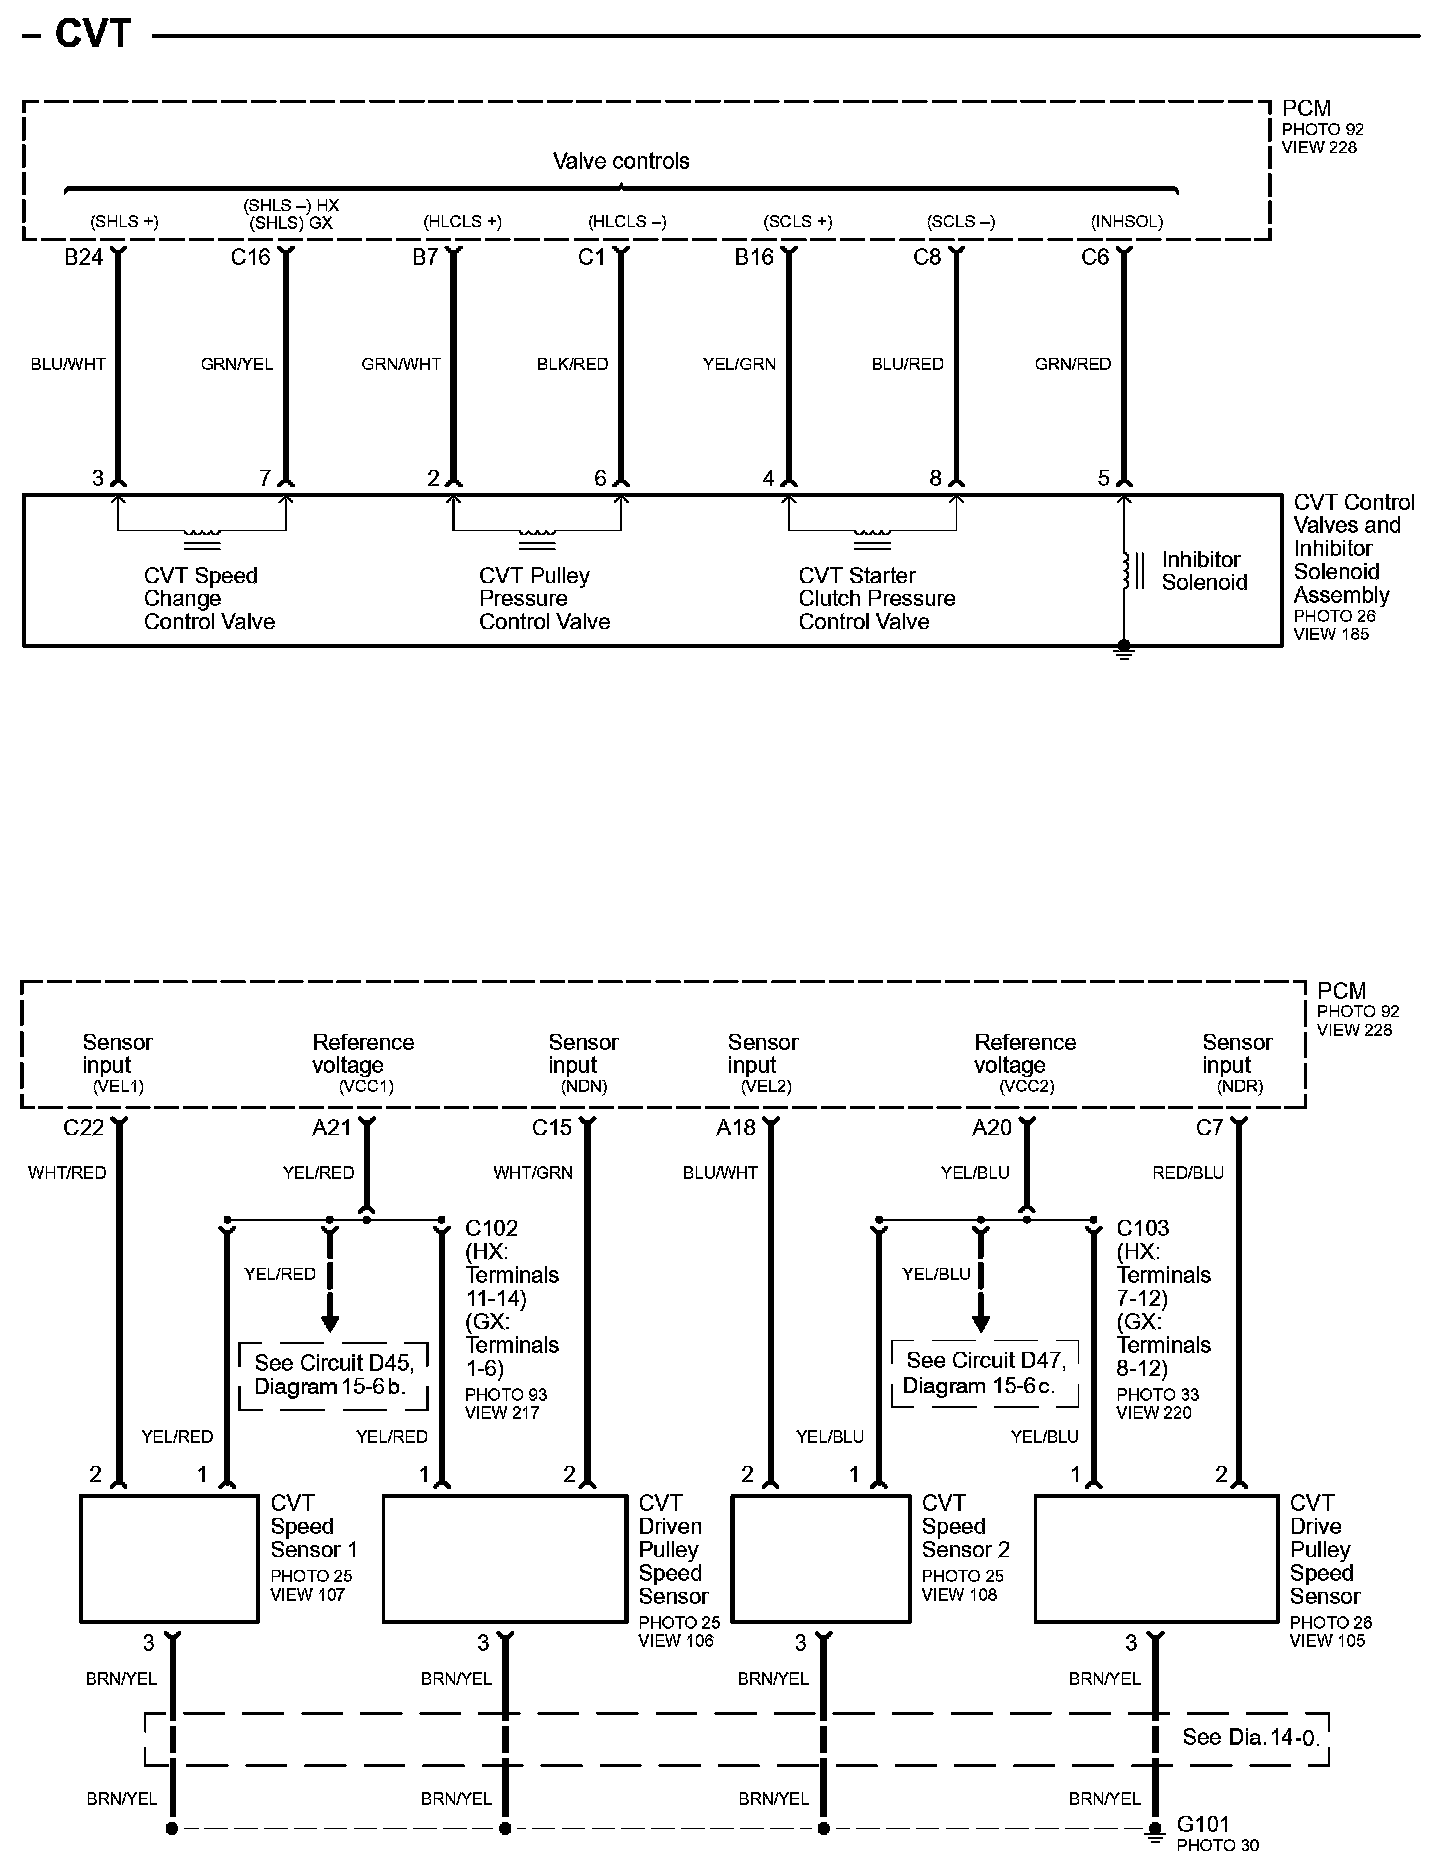 CVT
PCM
PHOTO 92
VIEW 228
Valve controls
(SHLS +)
(SHLS –) HX
(SHLS) GX
(HLCLS +)
(HLCLS –)
(SCLS +)
(SCLS –)
(INHSOL)
B24
C16
B7
C1
B16
C8
C6
BLU/WHT
GRN/YEL
GRN/WHT
BLK/RED
YEL/GRN
BLU/RED
GRN/RED
3
7
2
6
4
8
5
CVT Speed
Change
Control Valve
CVT Pulley
Pressure
Control Valve
CVT Starter
Clutch Pressure
Control Valve
Inhibitor
Solenoid
CVT Control
Valves and
Inhibitor
Solenoid
Assembly
PHOTO 26
VIEW 185
PCM
PHOTO 92
VIEW 226
Sensor
input
(VEL1)
Reference
voltage
(VCC1)
Sensor
input
(NDN)
Sensor
input
(VEL2)
Reference
voltage
(VCC2)
Sensor
input
(NDR)
C22
A21
C15
A18
A20
C7
WHT/RED
YEL/RED
WHT/GRN
BLU/WHT
YEL/BLU
RED/BLU
YEL/RED
C102
(HX:
Terminals
11-14)
(GX:
Terminals
1-6)
PHOTO 93
VIEW 217
YEL/BLU
C103
(HX:
Terminals
7-12)
(GX:
Terminals
8-12)
PHOTO 33
VIEW 220
See Circuit D45,
Diagram 15-6b.
See Circuit D47,
Diagram 15-6c.
YEL/RED
YEL/RED
YEL/BLU
YEL/BLU
2
1
1
2
2
1
1
2
CVT
Speed
Sensor 1
PHOTO 25
VIEW 107
CVT
Driven
Pulley
Speed
Sensor
PHOTO 25
VIEW 106
CVT
Speed
Sensor 2
PHOTO 25
VIEW 108
CVT
Drive
Pulley
Speed
Sensor
PHOTO 26
VIEW 105
3
3
3
3
BRN/YEL
BRN/YEL
BRN/YEL
BRN/YEL
See Dia. 14-0.
BRN/YEL
BRN/YEL
BRN/YEL
BRN/YEL
G101
PHOTO 30